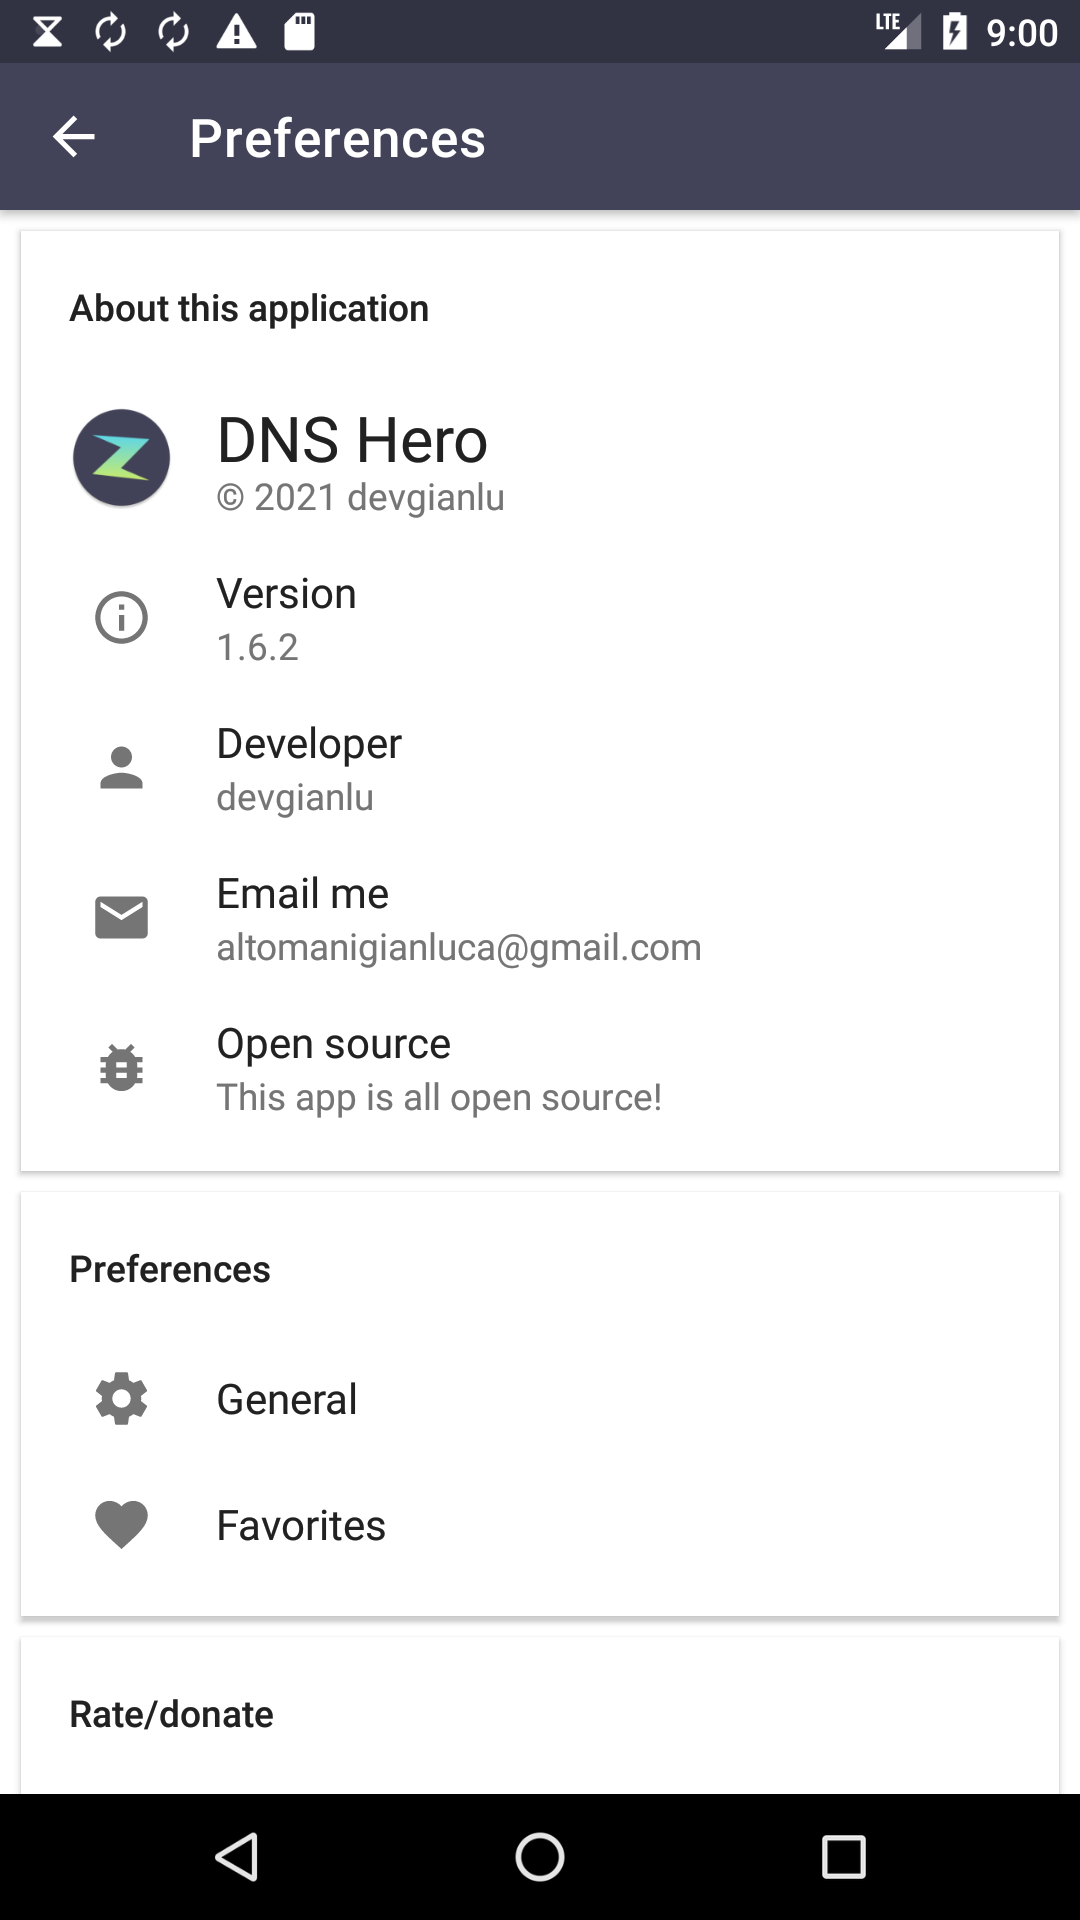 LTE 9:00
Preferences
About this application
DNS Hero
© 2021 devgianlu
Version
1.6.2
Developer
devgianlu
Email me
altomanigianluca@gmail.com
Open source
This app is all open source!
Preferences
General
Favorites
Rate/donate